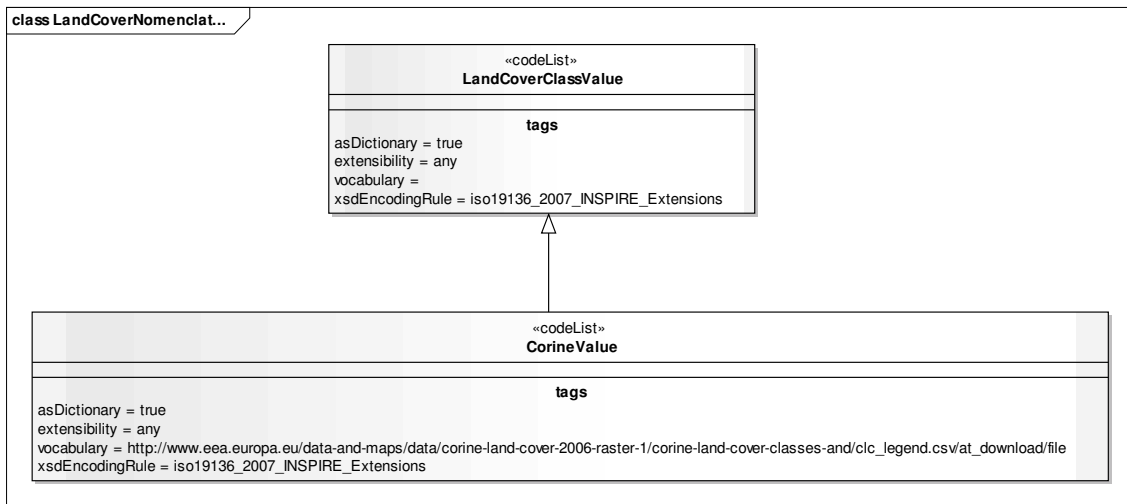 class LandCoverNomenclat...
«codeList»
LandCoverClassValue
tags
asDictionary = true
extensibility = any
vocabulary =
xsdEncodingRule = iso19136_2007_INSPIRE_Extensions
«codeList»
CorineValue
tags
asDictionary = true
extensibility = any
vocabulary = http://www.eea.europa.eu/data-and-maps/data/corine-land-cover-2006-raster-1/corine-land-cover-classes-and/clc_legend.csv/at_download/file
xsdEncodingRule = iso19136_2007_INSPIRE_Extensions